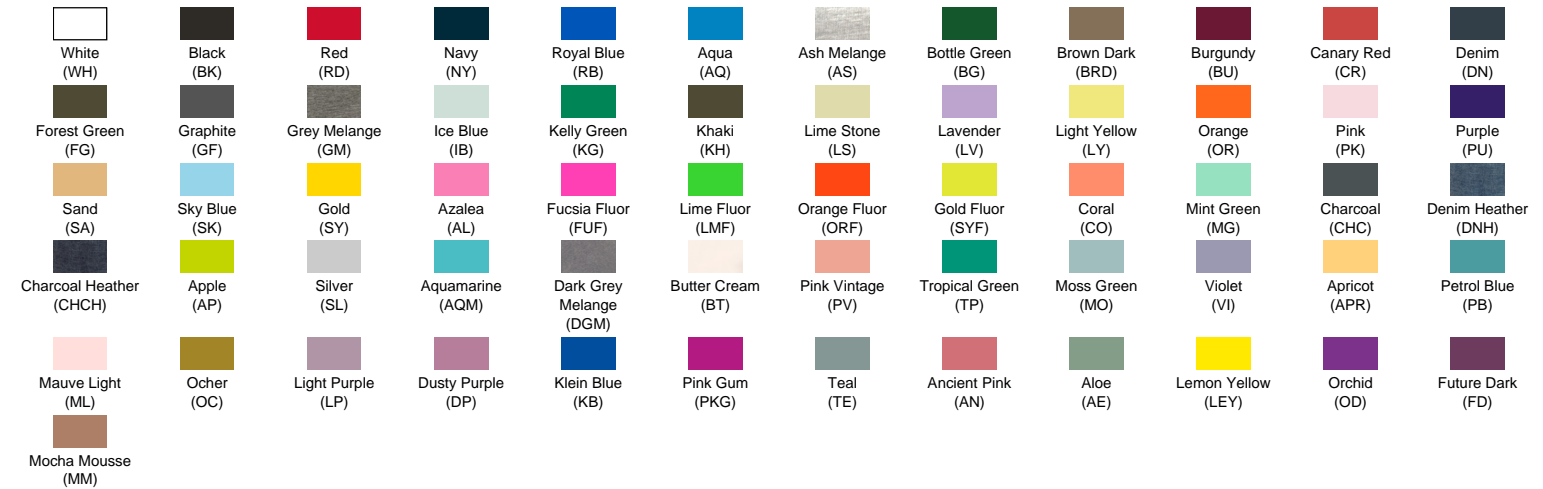 White
(WH)
Black
(BK)
Red
(RD)
Navy
(NY)
Royal Blue
(RB)
Aqua
(AQ)
Ash Melange
(AS)
Bottle Green
(BG)
Brown Dark
(BRD)
Burgundy
(BU)
Canary Red
(CR)
Denim
(DN)
Forest Green
(FG)
Graphite
(GF)
Grey Melange
(GM)
Ice Blue
(IB)
Kelly Green
(KG)
Khaki
(KH)
Lime Stone
(LS)
Lavender
(LV)
Light Yellow
(LY)
Orange
(OR)
Pink
(PK)
Purple
(PU)
Sand
(SA)
Sky Blue
(SK)
Gold
(SY)
Azalea
(AL)
Fucsia Fluor
(FUF)
Lime Fluor
(LMF)
Orange Fluor
(ORF)
Gold Fluor
(SYF)
Coral
(CO)
Mint Green
(MG)
Charcoal
(CHC)
Denim Heather
(DNH)
Charcoal Heather
(CHCH)
Apple
(AP)
Silver
(SL)
Aquamarine
(AQM)
Dark Grey
Melange
(DGM)
Butter Cream
(BT)
Pink Vintage
(PV)
Tropical Green
(TP)
Moss Green
(MO)
Violet
(VI)
Apricot
(APR)
Petrol Blue
(PB)
Mauve Light
(ML)
Ocher
(OC)
Light Purple
(LP)
Dusty Purple
(DP)
Klein Blue
(KB)
Pink Gum
(PKG)
Teal
(TE)
Ancient Pink
(AN)
Aloe
(AE)
Lemon Yellow
(LEY)
Orchid
(OD)
Future Dark
(FD)
Mocha Mousse
(MM)